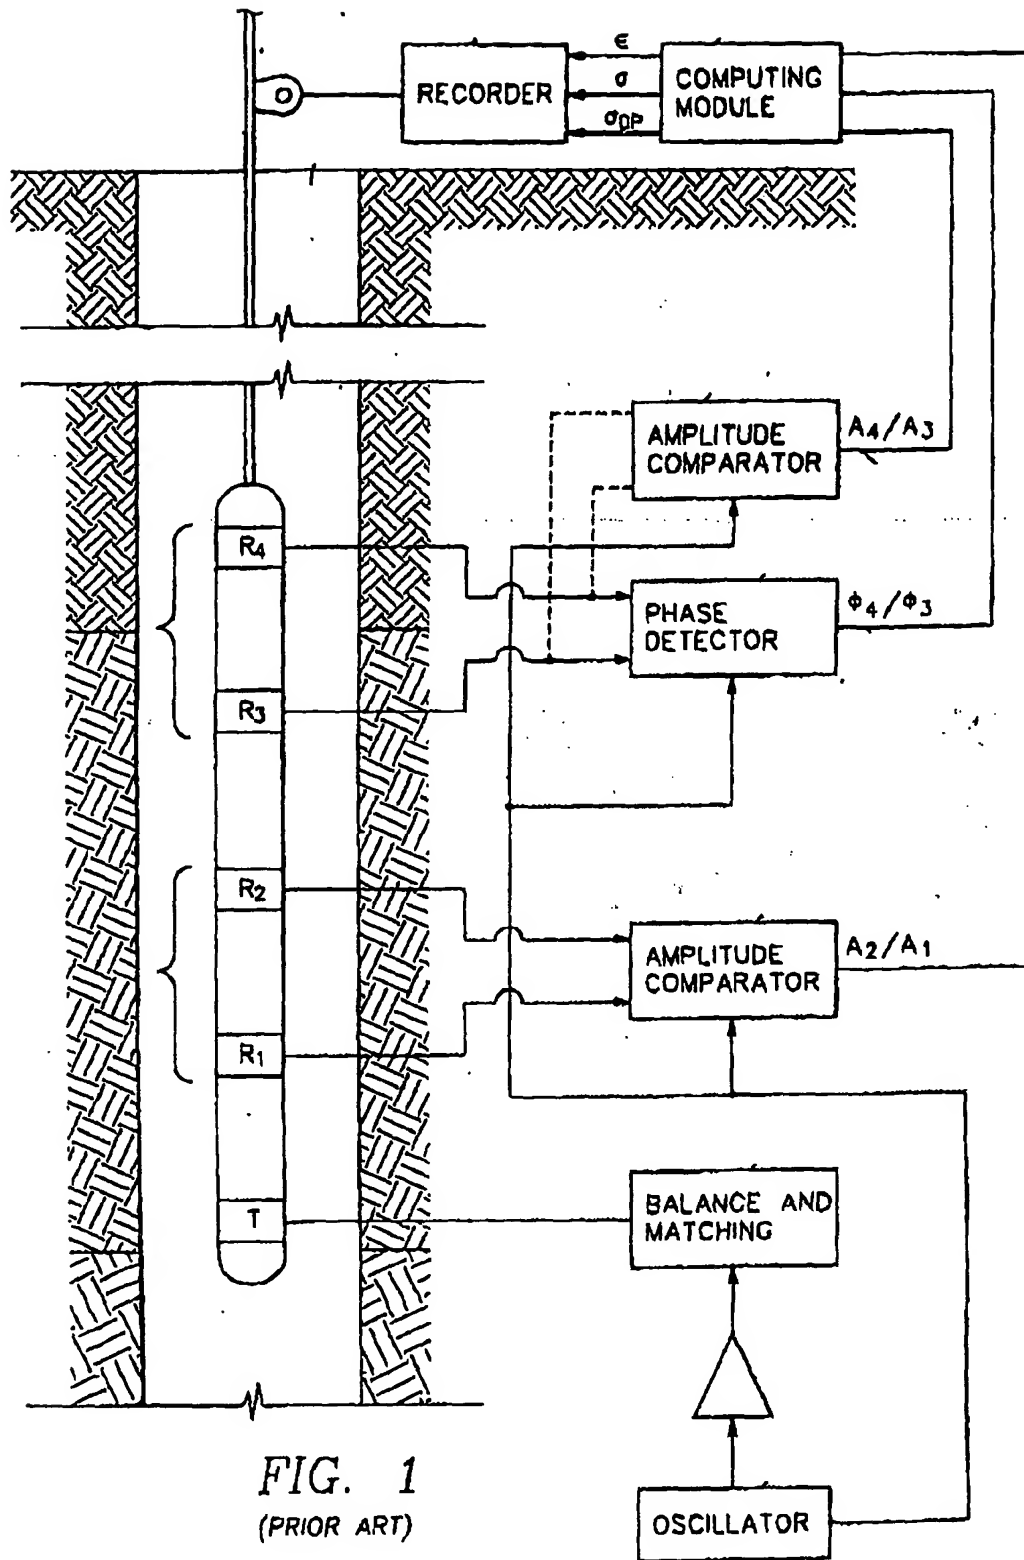 RECORDER
ϵ
σ
σDP
COMPUTING
MODULE
AMPLITUDE
COMPARATOR
A4/A3
R4
PHASE
DETECTOR
Φ4/Φ3
R3
R2
AMPLITUDE
COMPARATOR
A2/A1
R1
T
BALANCE AND
MATCHING
OSCILLATOR
FIG. 1
(PRIOR ART)